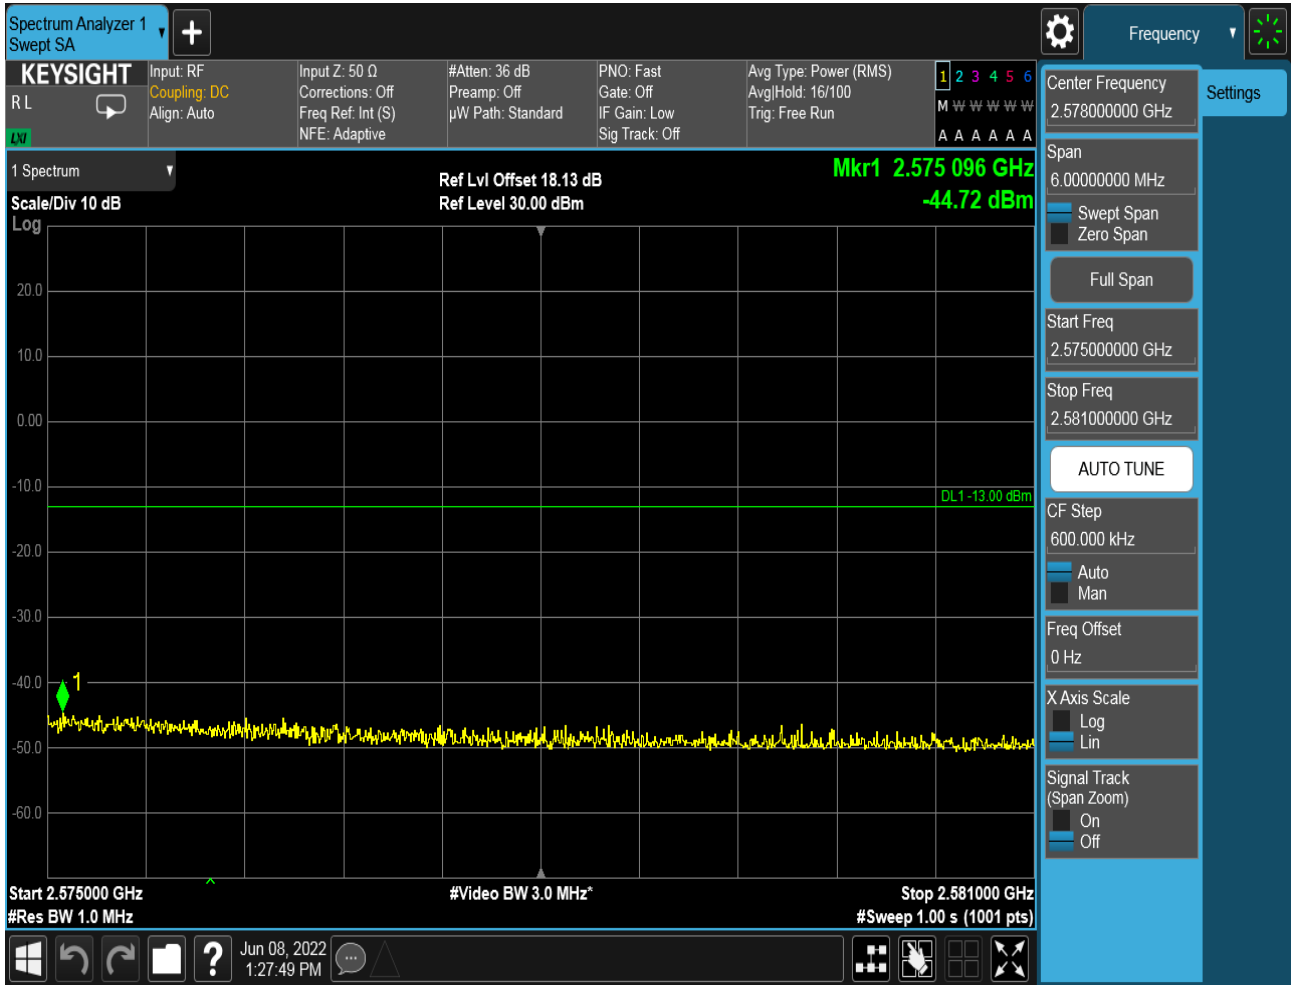 Spectrum Analyzer 1
Swept SA
Frequency
KEYSIGHT
R L
LXI
Input: RF
Coupling: DC
Align: Auto
Input Z: 50 Ω
Corrections: Off
Freq Ref: Int (S)
NFE: Adaptive
#Atten: 36 dB
Preamp: Off
µW Path: Standard
PNO: Fast
Gate: Off
IF Gain: Low
Sig Track: Off
Avg Type: Power (RMS)
Avg|Hold: 16/100
Trig: Free Run
1 2 3 4 5 6
M W W W W W
A A A A A A
1 Spectrum
Scale/Div 10 dB
Log
Ref Lvl Offset 18.13 dB
Ref Level 30.00 dBm
Mkr1 2.575 096 GHz
-44.72 dBm
20.0
10.0
0.00
-10.0
DL1 -13.00 dBm
-20.0
-30.0
-40.0
1
-50.0
-60.0
Start 2.575000 GHz
#Res BW 1.0 MHz
#Video BW 3.0 MHz*
Stop 2.581000 GHz
#Sweep 1.00 s (1001 pts)
Center Frequency
2.578000000 GHz
Settings
Span
6.00000000 MHz
Swept Span
Zero Span
Full Span
Start Freq
2.575000000 GHz
Stop Freq
2.581000000 GHz
AUTO TUNE
CF Step
600.000 kHz
Auto
Man
Freq Offset
0 Hz
X Axis Scale
Log
Lin
Signal Track
(Span Zoom)
On
Off
?
Jun 08, 2022
1:27:49 PM